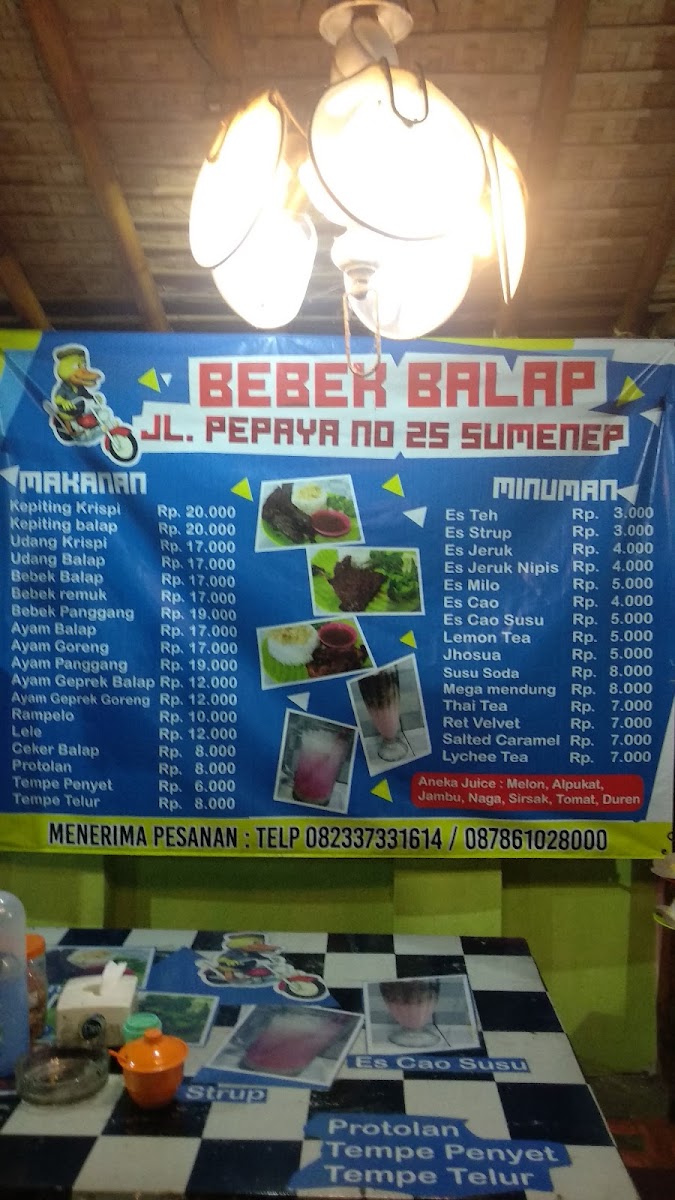 BEBEK BALAP
JL. PEPAYA NO 25 SUMENEP
MAKANAN
Kepiting Krispi Rp. 20.000
Kepiting balap Rp. 20.000
Udang Krispi Rp. 17.000
Udang Balap Rp. 17.000
Bebek Balap Rp. 17.000
Bebek remuk Rp. 17.000
Bebek Panggang Rp. 19.000
Ayam Balap Rp. 17.000
Ayam Goreng Rp. 17.000
Ayam Panggang Rp. 19.000
Ayam Geprek Balap Rp. 12.000
Ayam Geprek Goreng Rp. 12.000
Rampelo Rp. 10.000
Lele Rp. 12.000
Ceker Balap Rp. 8.000
Protolan Rp. 8.000
Tempe Penyet Rp. 6.000
Tempe Telur Rp. 8.000
MINUMAN
Es Teh Rp. 3.000
Es Strup Rp. 3.000
Es Jeruk Rp. 4.000
Es Jeruk Nipis Rp. 4.000
Es Milo Rp. 5.000
Es Cao Rp. 4.000
Es Cao Susu Rp. 5.000
Lemon Tea Rp. 5.000
Jhosua Rp. 5.000
Susu Soda Rp. 8.000
Mega mendung Rp. 8.000
Thai Tea Rp. 7.000
Ret Velvet Rp. 7.000
Salted Caramel Rp. 7.000
Lychee Tea Rp. 7.000
Aneka Juice : Melon, Alpukat,
Jambu, Naga, Sirsak, Tomat, Duren
MENERIMA PESANAN : TELP 082337331614 / 087861028000
Es Cao Susu
Strup
Protolan
Tempe Penyet
Tempe Telur